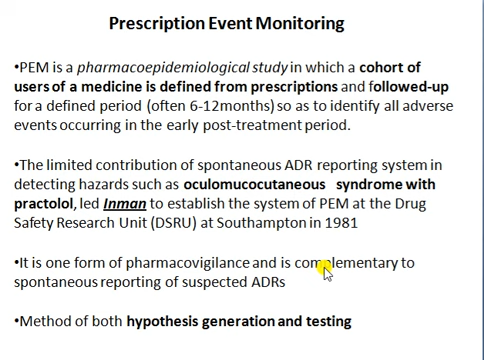 Prescription Event Monitoring
•PEM is a pharmacoepidemiological study in which a cohort of
users of a medicine is defined from prescriptions and followed-up
for a defined period (often 6-12months) so as to identify all adverse
events occurring in the early post-treatment period.
•The limited contribution of spontaneous ADR reporting system in
detecting hazards such as oculomucocutaneous syndrome with
practolol, led Inman to establish the system of PEM at the Drug
Safety Research Unit (DSRU) at Southampton in 1981
•It is one form of pharmacovigilance and is complementary to
spontaneous reporting of suspected ADRs
•Method of both hypothesis generation and testing